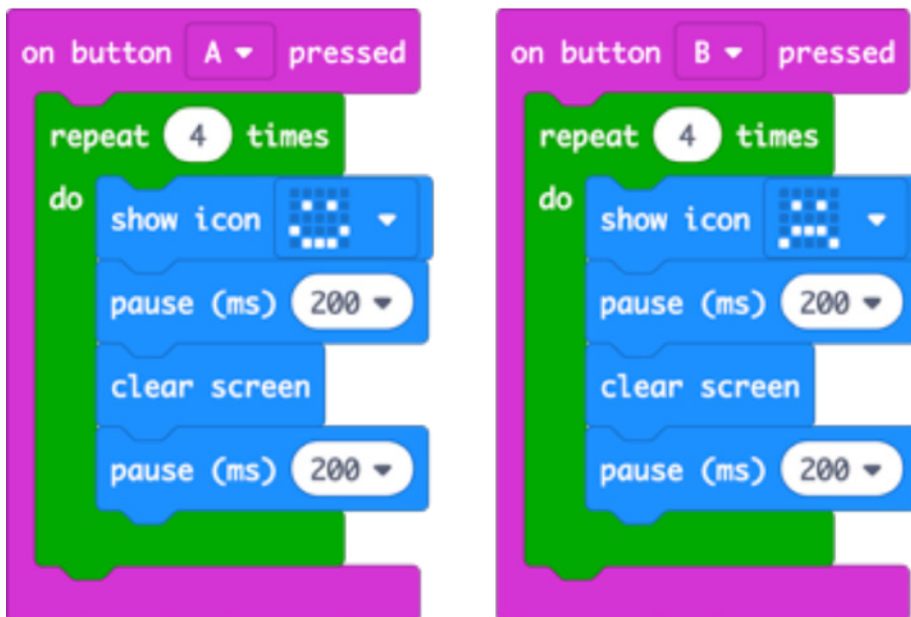 on button A pressed
repeat 4 times
do
show icon
pause (ms) 200
clear screen
pause (ms) 200
on button B pressed
repeat 4 times
do
show icon
pause (ms) 200
clear screen
pause (ms) 200